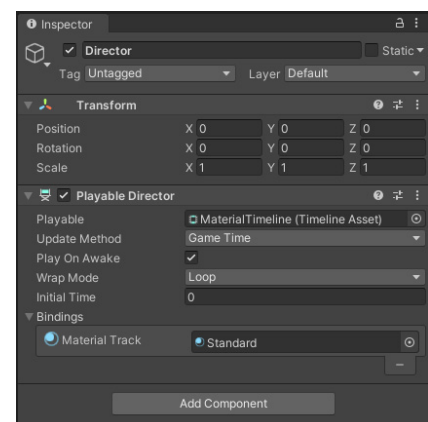 Inspector
Director Static
Tag Untagged Layer Default
Transform
Position X 0 Y 0 Z 0
Rotation X 0 Y 0 Z 0
Scale X 1 Y 1 Z 1
Playable Director
Playable MaterialTimeline (Timeline Asset)
Update Method Game Time
Play On Awake
Wrap Mode Loop
Initial Time 0
Bindings
Material Track Standard
Add Component